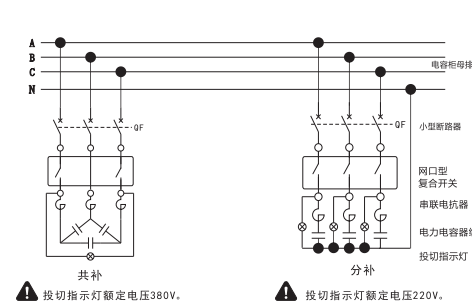 A
B
C
N
电容柜母排
QF
QF
小型断路器
网口型
复合开关
串联电抗器
电力电容器
投切指示灯
共补
分补
投切指示灯额定电压380V。
投切指示灯额定电压220V。